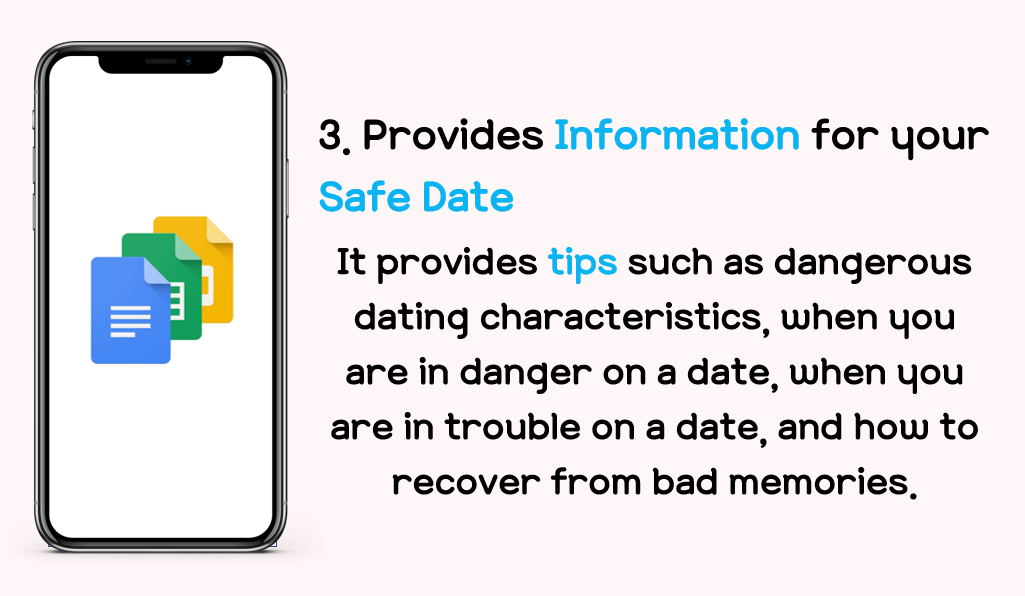 3. Provides Information for your
Safe Date
It provides tips such as dangerous
dating characteristics, when you
are in danger on a date, when you
are in trouble on a date, and how to
recover from bad memories.